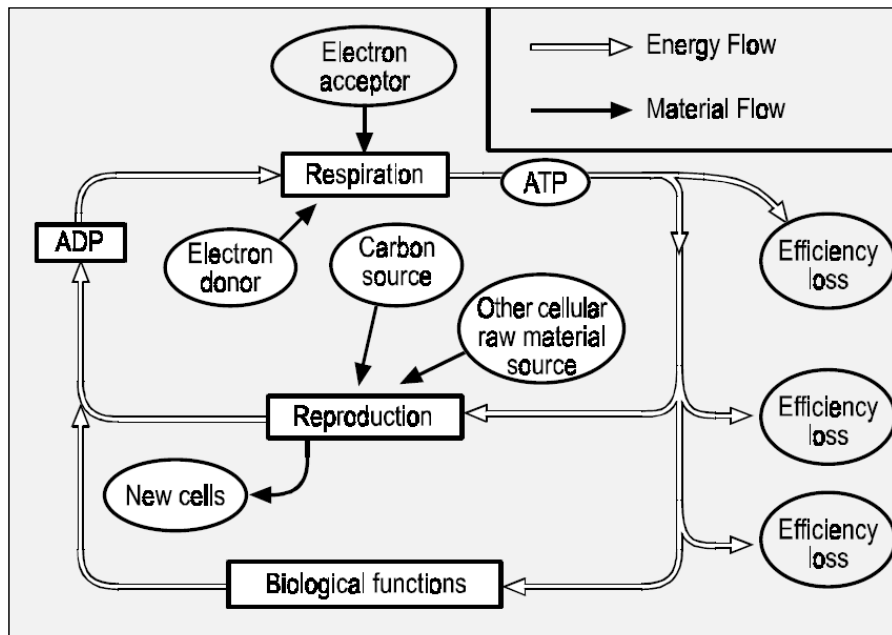 Energy Flow
Material Flow
Electron
acceptor
Respiration
ATP
ADP
Electron
donor
Carbon
source
Other cellular
raw material
source
Efficiency
loss
Reproduction
Efficiency
loss
New cells
Efficiency
loss
Biological functions